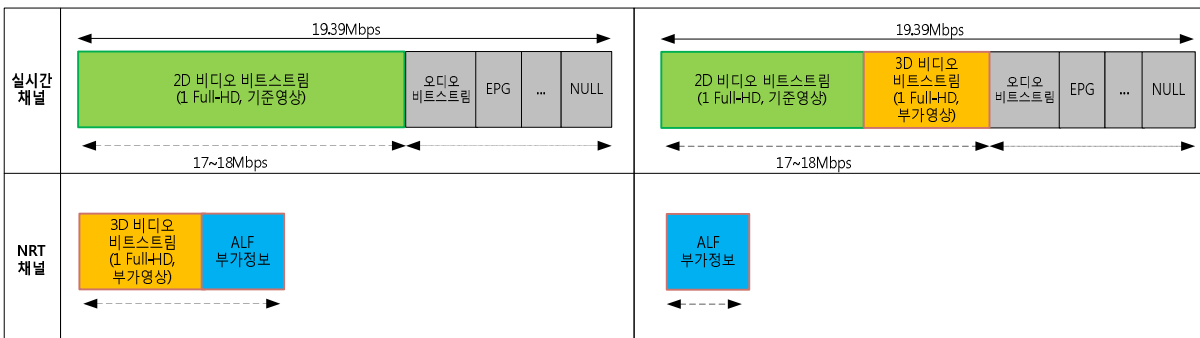 실시간
채널
19.39Mbps
2D 비디오 비트스트림
(1 Full-HD, 기준영상)
오디오
비트스트림
EPG
...
NULL
17~18Mbps
19.39Mbps
2D 비디오 비트스트림
(1 Full-HD, 기준영상)
3D 비디오
비트스트림
(1 Full-HD,
부가영상)
오디오
비트스트림
EPG
...
NULL
17~18Mbps
NRT
채널
3D 비디오
비트스트림
(1 Full-HD,
부가영상)
ALF
부가정보
ALF
부가정보